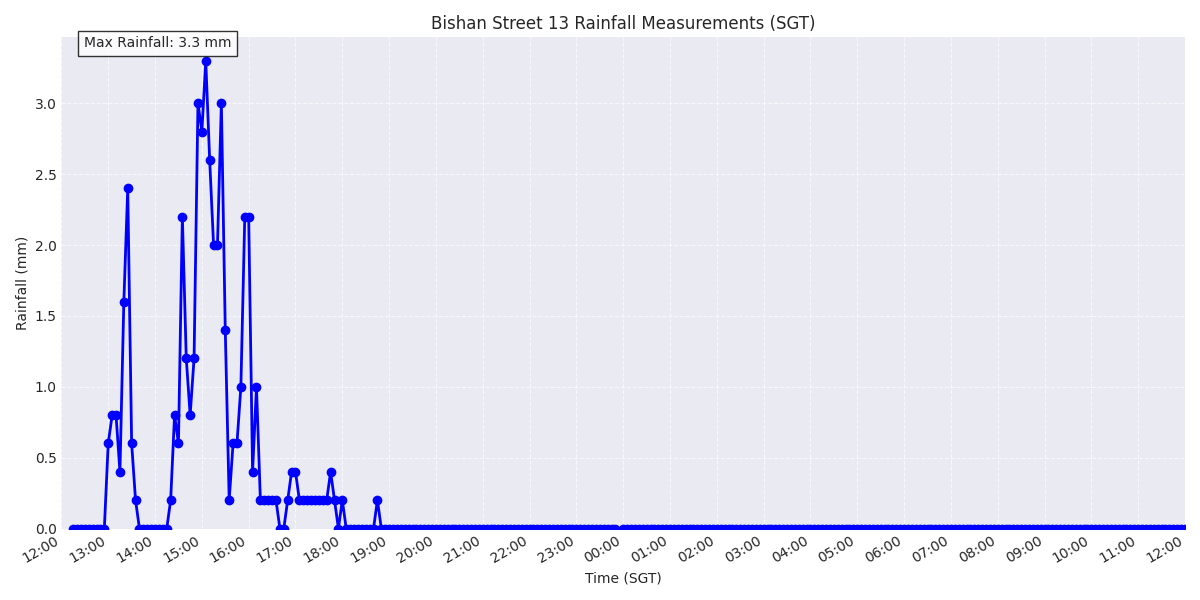 Bishan Street 13 Rainfall Measurements (SGT)
Max Rainfall: 3.3 mm
Rainfall (mm)
3.0
2.5
2.0
1.5
1.0
0.5
0.0
12:00 13:00 14:00 15:00 16:00 17:00 18:00 19:00 20:00 21:00 22:00 23:00 00:00 01:00 02:00 03:00 04:00 05:00 06:00 07:00 08:00 09:00 10:00 11:00 12:00
Time (SGT)